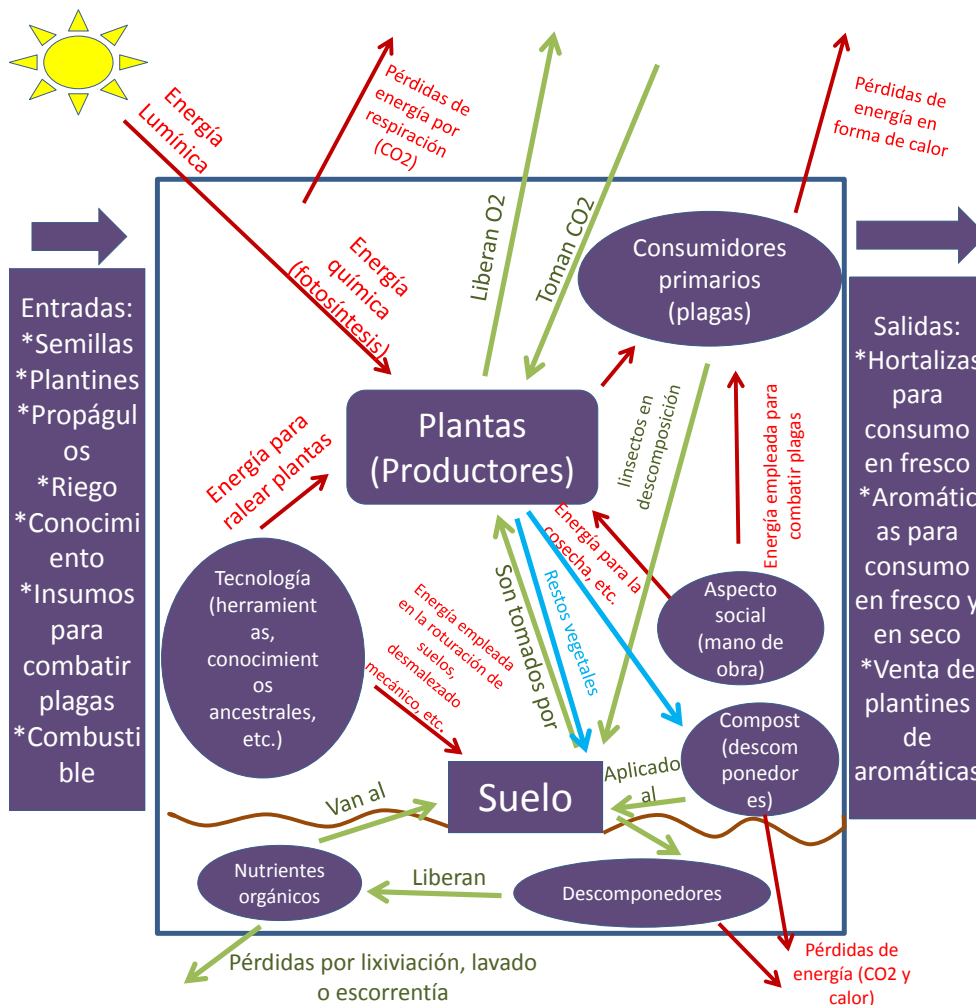 Energía
Lumínica
Pérdidas de
energía por
respiración
(CO2)
Liberan O2
Toman CO2
Pérdidas de
energía en
forma de calor
Energía
química
(fotosíntesis)
Consumidores
primarios
(plagas)
Entradas:
*Semillas
*Plantines
*Propágul
os
*Riego
*Conocimi
ento
*Insumos
para
combatir
plagas
*Combusti
ble
Salidas:
*Hortalizas
para
consumo
en fresco
*Aromátic
as para
consumo
en fresco y
en seco
*Venta de
plantines
de
aromáticas
Plantas
(Productores)
Iinsectos en
descomposición
Energía empleada para
combatir plagas
Energía para
ralear plantas
Tecnología
(herramient
as,
conocimient
os
ancestrales,
etc.)
Energía empleada
en la roturación de
suelos,
desmalezado
mecánico, etc.
Son tomados por
Restos vegetales
Energía para la
cosecha, etc.
Aspecto
social
(mano de
obra)
Compost
(descom
ponedor
es)
Aplicado
al
Suelo
Van al
Nutrientes
orgánicos
Liberan
Descomponedores
Pérdidas por lixiviación, lavado
o escorrentía
Pérdidas de
energía (CO2 y
calor)